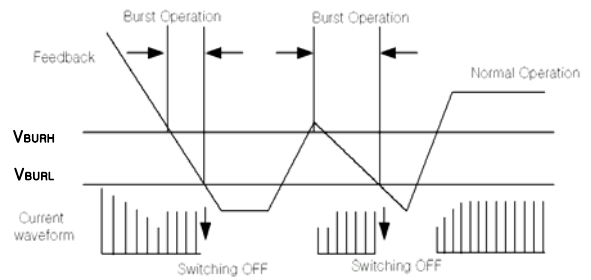 Burst Operation
Burst Operation
Feedback
Normal Operation
VBURH
VBURL
Current
waveform
Switching OFF
Switching OFF